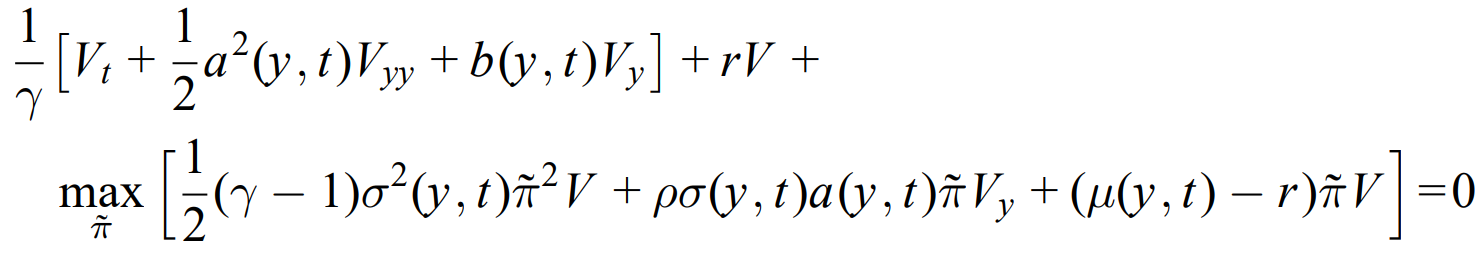 \frac{1}{\gamma}\left[V_t + \frac{1}{2}a^2(y,t)V_{yy} + b(y,t)V_y\right] + rV +
\max_{\tilde{\pi}}\left[\frac{1}{2}(\gamma - 1)\sigma^2(y,t)\tilde{\pi}^2 V + \rho\sigma(y,t)a(y,t)\tilde{\pi}V_y + (\mu(y,t) - r)\tilde{\pi}V\right] = 0